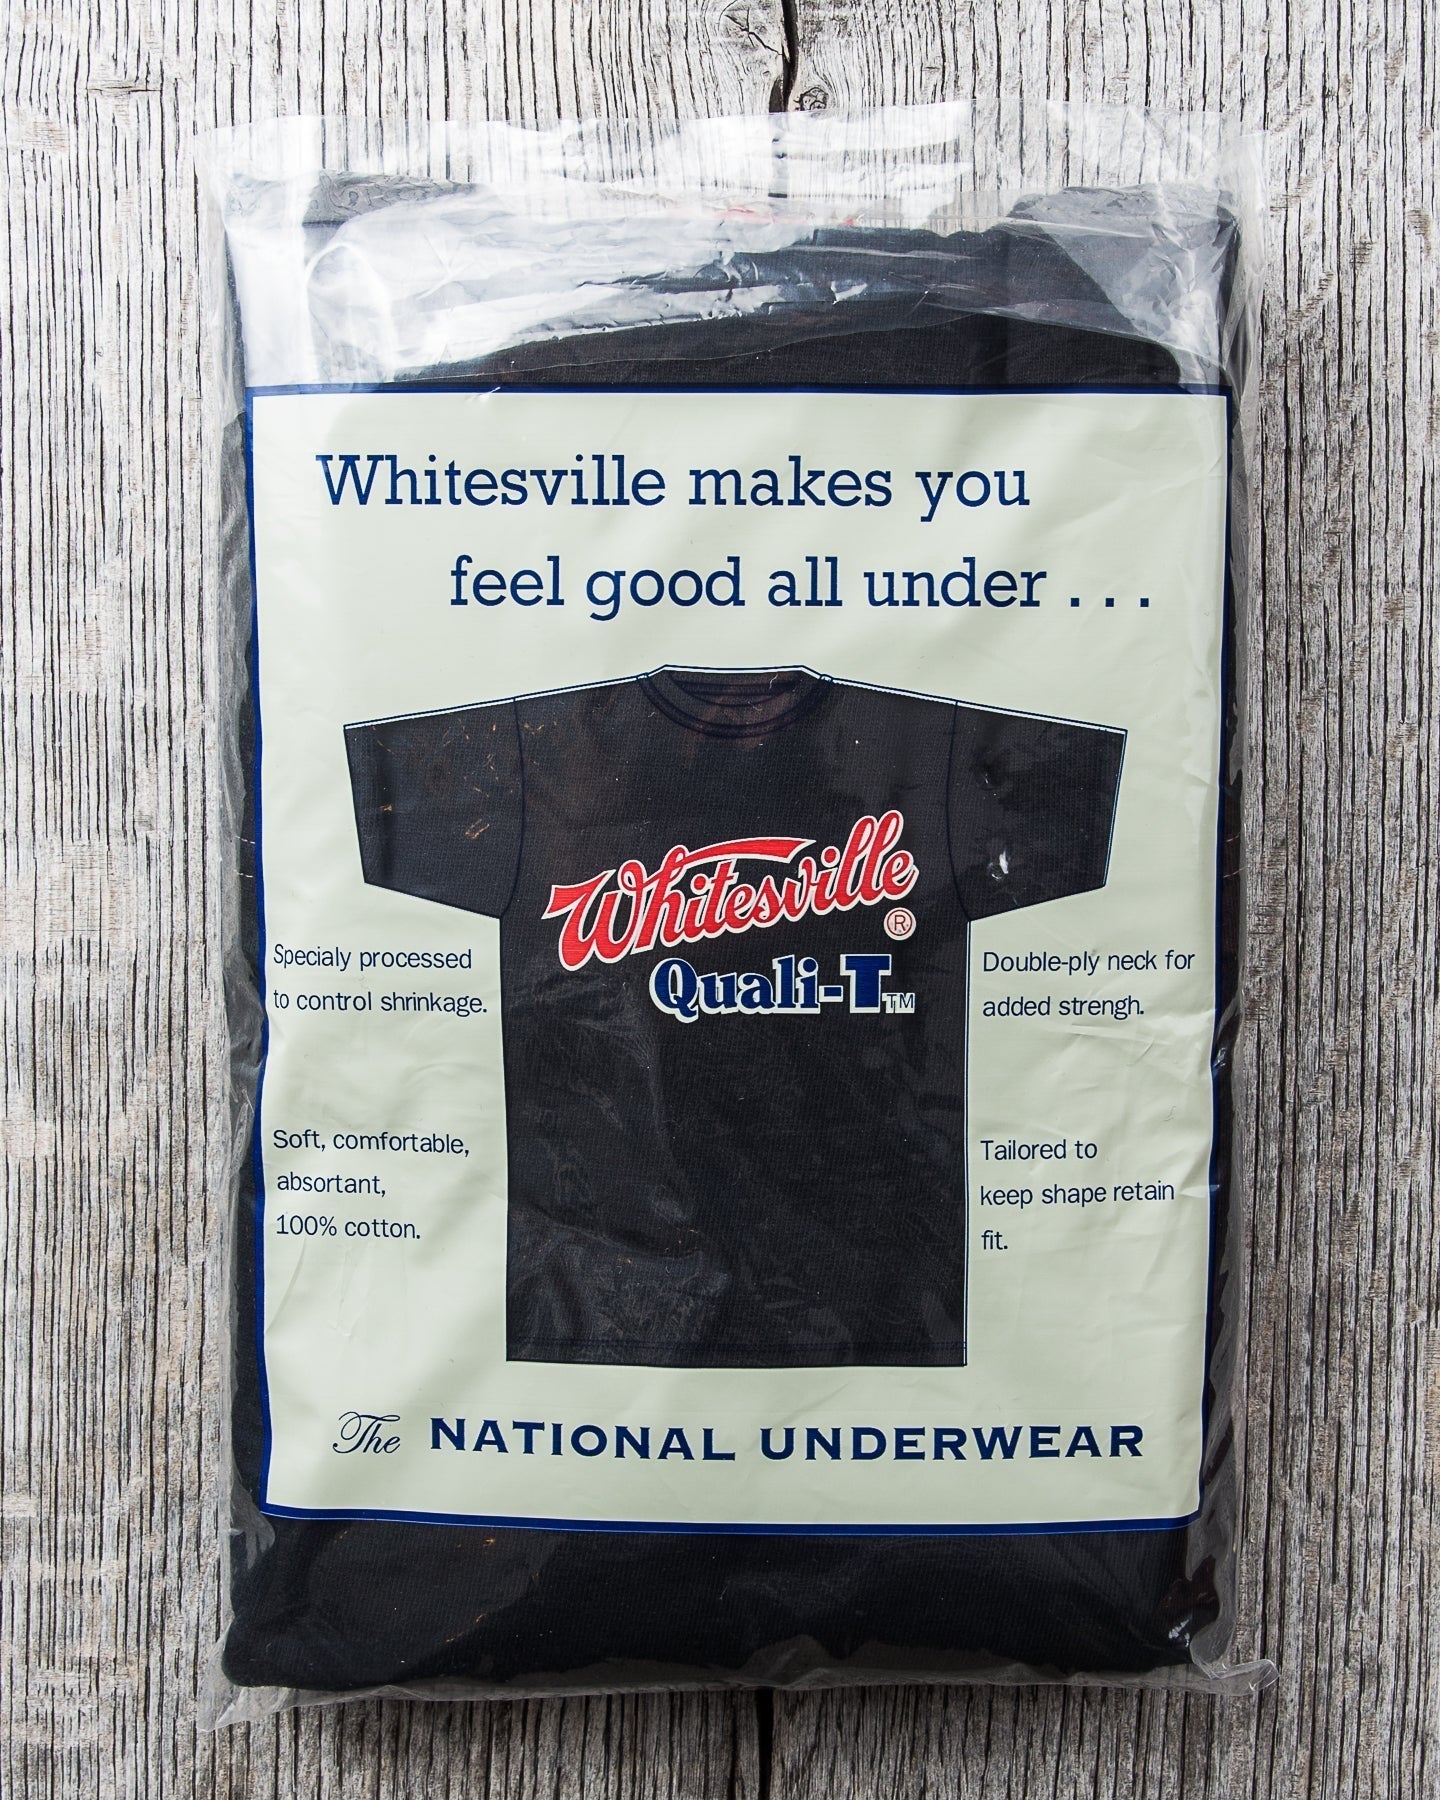 Whitesville makes you
feel good all under . . .
Whitesville ®
Quali-T™
Specialy processed
to control shrinkage.
Double-ply neck for
added strengh.
Soft, comfortable,
absortant,
100% cotton.
Tailored to
keep shape retain
fit.
The NATIONAL UNDERWEAR